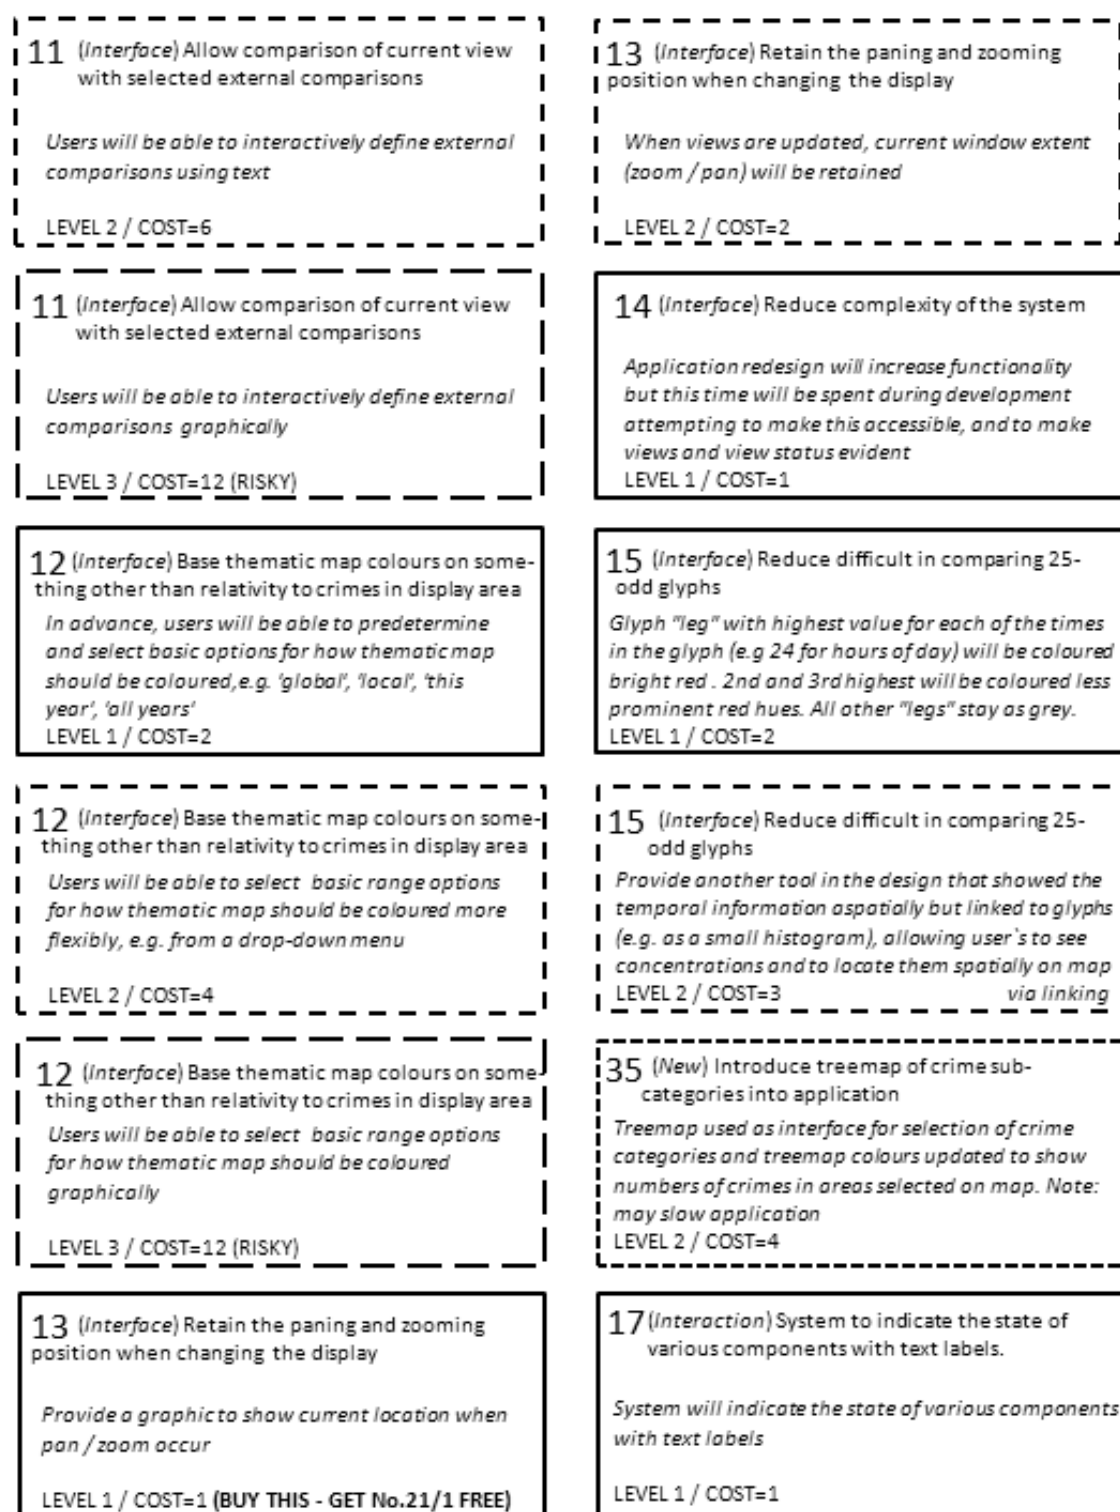 11 (Interface) Allow comparison of current view
with selected external comparisons
Users will be able to interactively define external
comparisons using text
LEVEL 2 / COST=6
11 (Interface) Allow comparison of current view
with selected external comparisons
Users will be able to interactively define external
comparisons graphically
LEVEL 3 / COST=12 (RISKY)
12 (Interface) Base thematic map colours on some-
thing other than relativity to crimes in display area
In advance, users will be able to predetermine
and select basic options for how thematic map
should be coloured,e.g. 'global', 'local', 'this
year', 'all years'
LEVEL 1 / COST=2
12 (Interface) Base thematic map colours on some-
thing other than relativity to crimes in display area
Users will be able to select basic range options
for how thematic map should be coloured more
flexibly, e.g. from a drop-down menu
LEVEL 2 / COST=4
12 (Interface) Base thematic map colours on some-
thing other than relativity to crimes in display area
Users will be able to select basic range options
for how thematic map should be coloured
graphically
LEVEL 3 / COST=12 (RISKY)
13 (Interface) Retain the paning and zooming
position when changing the display
Provide a graphic to show current location when
pan / zoom occur
LEVEL 1 / COST=1 (BUY THIS - GET No.21/1 FREE)
13 (Interface) Retain the paning and zooming
position when changing the display
When views are updated, current window extent
(zoom / pan) will be retained
LEVEL 2 / COST=2
14 (Interface) Reduce complexity of the system
Application redesign will increase functionality
but this time will be spent during development
attempting to make this accessible, and to make
views and view status evident
LEVEL 1 / COST=1
15 (Interface) Reduce difficult in comparing 25-
odd glyphs
Glyph "leg" with highest value for each of the times
in the glyph (e.g 24 for hours of day) will be coloured
bright red . 2nd and 3rd highest will be coloured less
prominent red hues. All other "legs" stay as grey.
LEVEL 1 / COST=2
15 (Interface) Reduce difficult in comparing 25-
odd glyphs
Provide another tool in the design that showed the
temporal information aspatially but linked to glyphs
(e.g. as a small histogram), allowing user`s to see
concentrations and to locate them spatially on map
LEVEL 2 / COST=3 via linking
35 (New) Introduce treemap of crime sub-
categories into application
Treemap used as interface for selection of crime
categories and treemap colours updated to show
numbers of crimes in areas selected on map. Note:
may slow application
LEVEL 2 / COST=4
17 (Interaction) System to indicate the state of
various components with text labels.
System will indicate the state of various components
with text labels
LEVEL 1 / COST=1